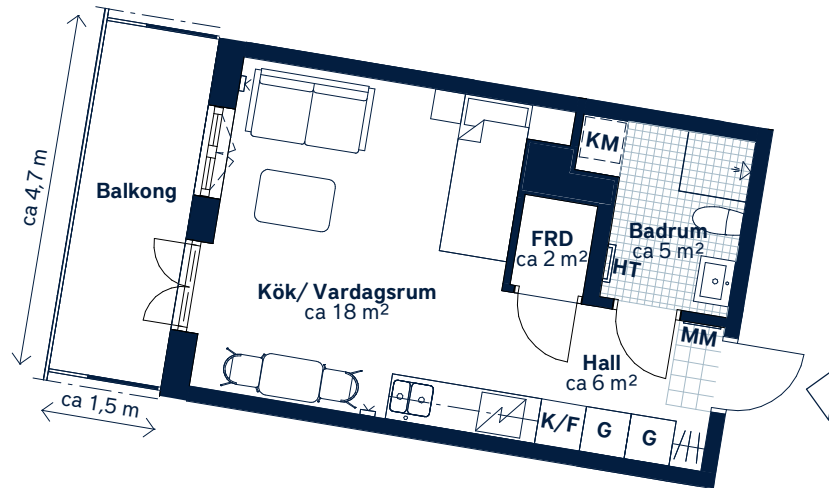 KM
ca 4,7 m
Balkong
FRD
ca 2 m²
Badrum
ca 5 m²
HT
Kök/ Vardagsrum
ca 18 m²
MM
Hall
ca 6 m²
ca 1,5 m
K/F
G
G